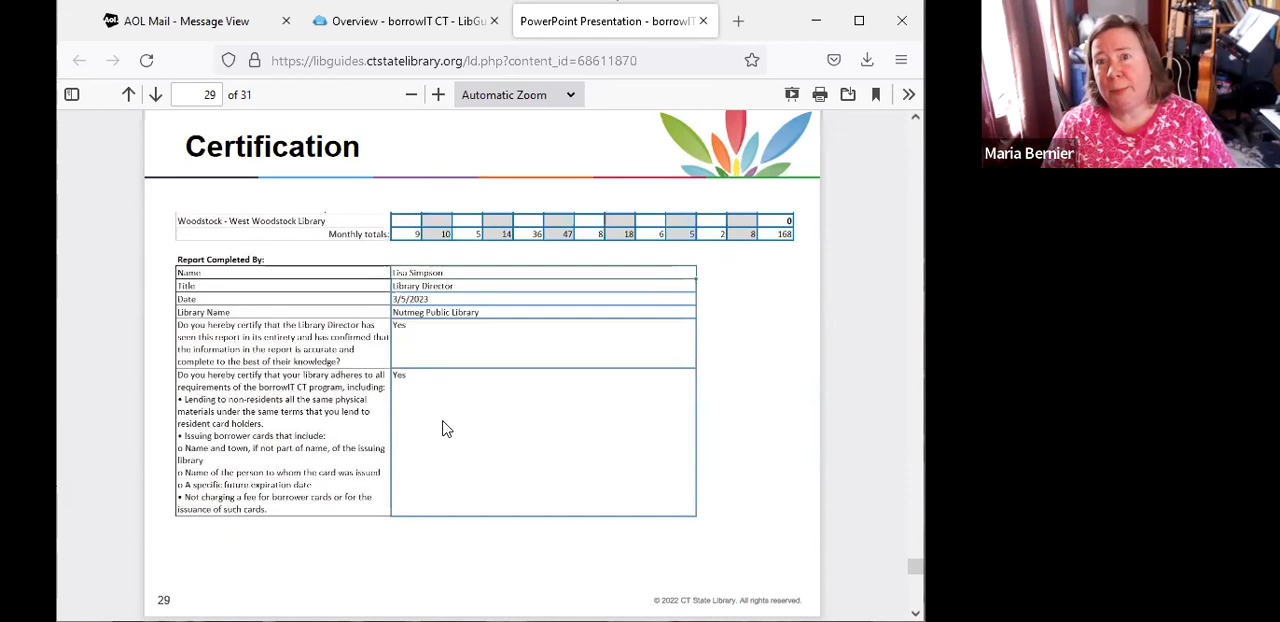 AOL Mail - Message View
Overview - borrowIT CT - LibGu
PowerPoint Presentation - borrowI
https://libguides.ctstatelibrary.org/ld.php?content_id=68611870
29 of 31
Automatic Zoom
Maria Bernier
Certification
Woodstock - West Woodstock Library 0
Monthly totals: 9 10 5 14 36 47 8 18 6 5 2 8 168
Report Completed By:
Name Lisa Simpson
Title Library Director
Date 3/5/2023
Library Name Nutmeg Public Library
Do you hereby certify that the Library Director has Yes
seen this report in its entirety and has confirmed that
the information in the report is accurate and
complete to the best of their knowledge?
Do you hereby certify that your library adheres to all Yes
requirements of the borrowIT CT program, including:
• Lending to non-residents all the same physical
materials under the same terms that you lend to
resident card holders.
• Issuing borrower cards that include:
o Name and town, if not part of name, of the issuing
library
o Name of the person to whom the card was issued
o A specific future expiration date
• Not charging a fee for borrower cards or for the
issuance of such cards.
29
© 2022 CT State Library. All rights reserved.